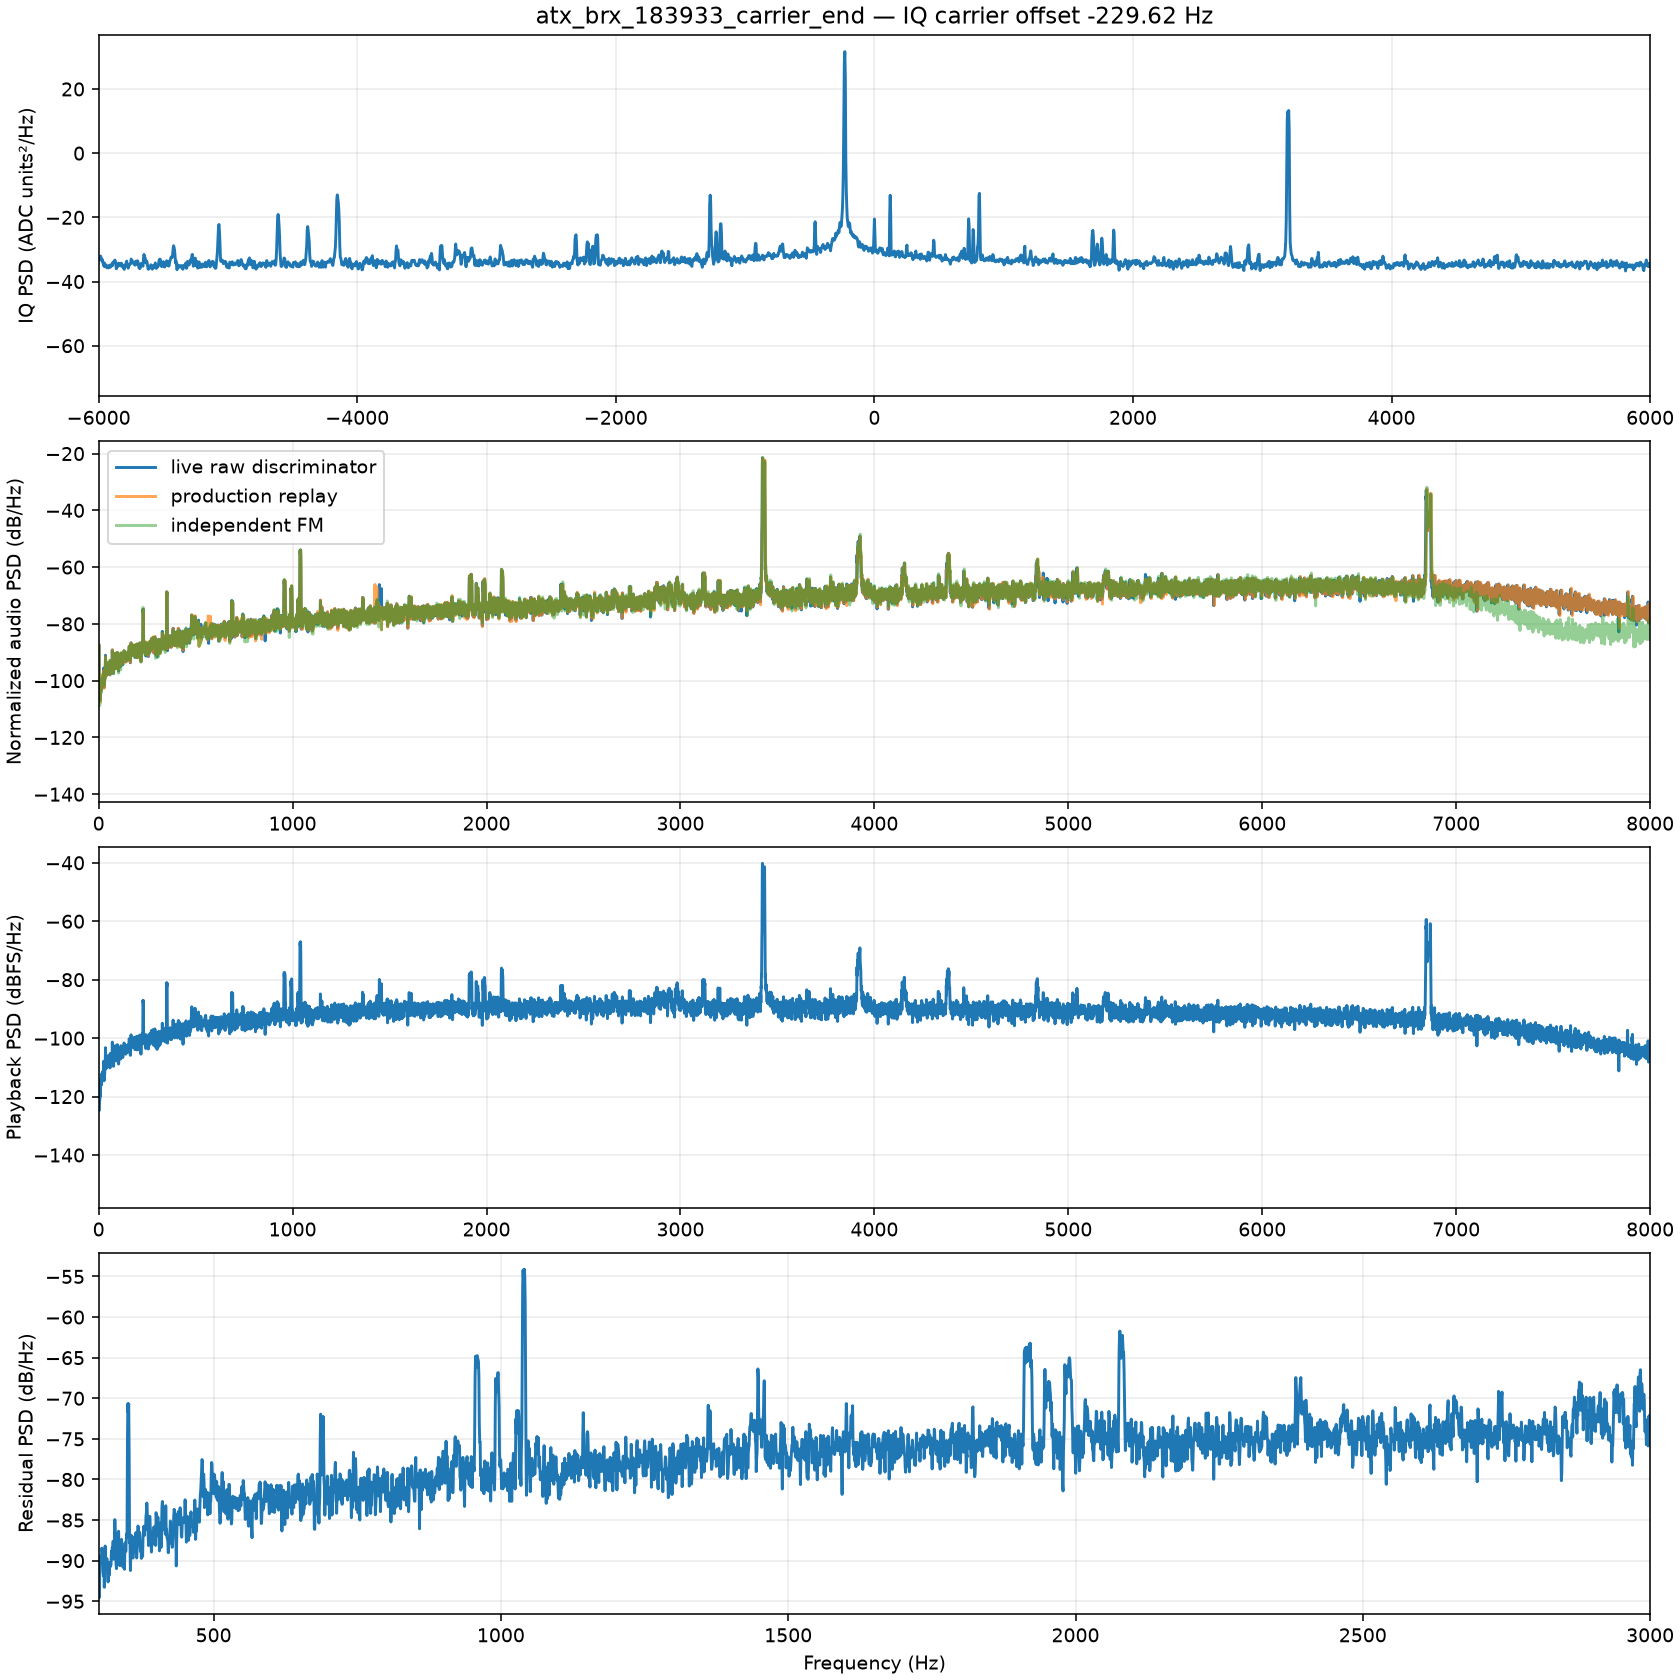 atx_brx_183933_carrier_end — IQ carrier offset -229.62 Hz
IQ PSD (ADC units²/Hz)
20
0
−20
−40
−60
−6000 −4000 −2000 0 2000 4000 6000
Normalized audio PSD (dB/Hz)
live raw discriminator
production replay
independent FM
−20
−40
−60
−80
−100
−120
−140
0 1000 2000 3000 4000 5000 6000 7000 8000
Playback PSD (dBFS/Hz)
−40
−60
−80
−100
−120
−140
0 1000 2000 3000 4000 5000 6000 7000 8000
Residual PSD (dB/Hz)
−55
−60
−65
−70
−75
−80
−85
−90
−95
500 1000 1500 2000 2500 3000
Frequency (Hz)